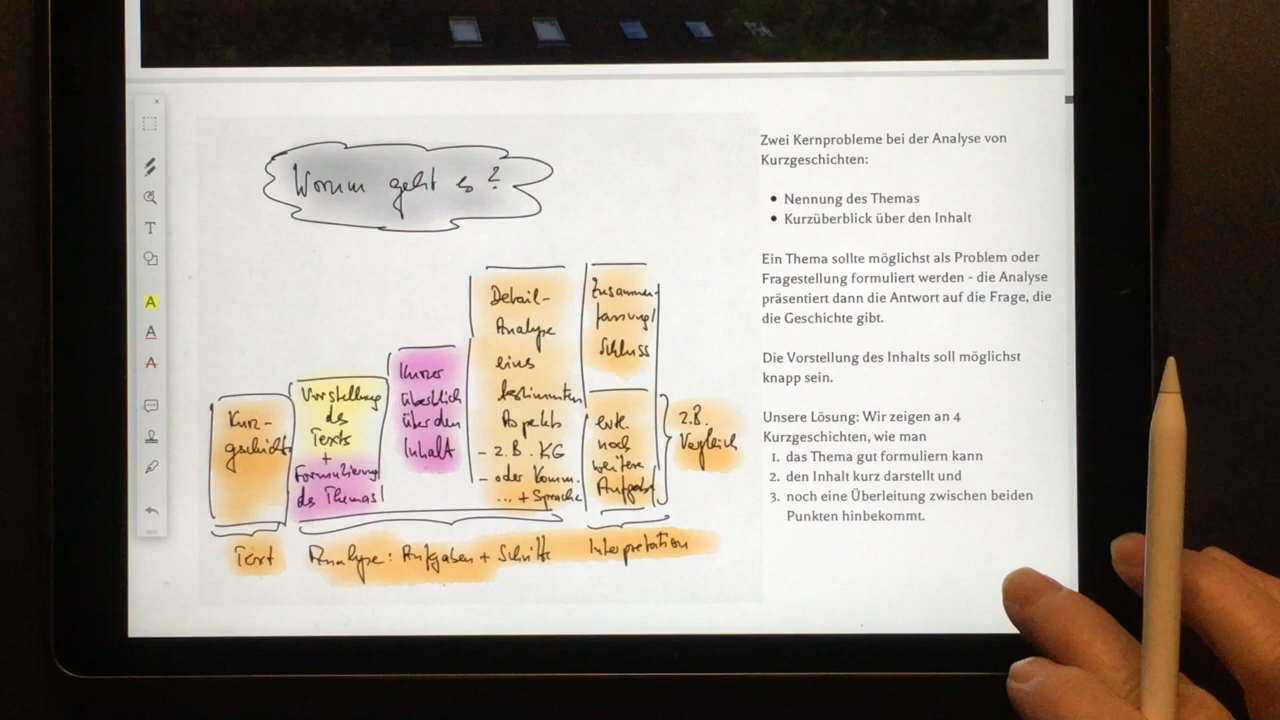 Worum geht es?
Kurz-
geschichte
Vorstellung
des
Texts
+
Formulierung
des Themas
Kurzer
Überblick
über den
Inhalt
Detail-
Analyse
eines
bestimmten
Aspekts
- z.B. KG
- oder Komm.
... + Sprache
Zusammen-
fassung/
Schluss
evtl.
noch
weitere
Aufgabe
z.B.
Vergleich
Text
Analyse: Aufgaben + Schritte
Interpretation
Zwei Kernprobleme bei der Analyse von
Kurzgeschichten:
• Nennung des Themas
• Kurzüberblick über den Inhalt
Ein Thema sollte möglichst als Problem oder
Fragestellung formuliert werden - die Analyse
präsentiert dann die Antwort auf die Frage, die
die Geschichte gibt.
Die Vorstellung des Inhalts soll möglichst
knapp sein.
Unsere Lösung: Wir zeigen an 4
Kurzgeschichten, wie man
1. das Thema gut formuliern kann
2. den Inhalt kurz darstellt und
3. noch eine Überleitung zwischen beiden
Punkten hinbekommt.